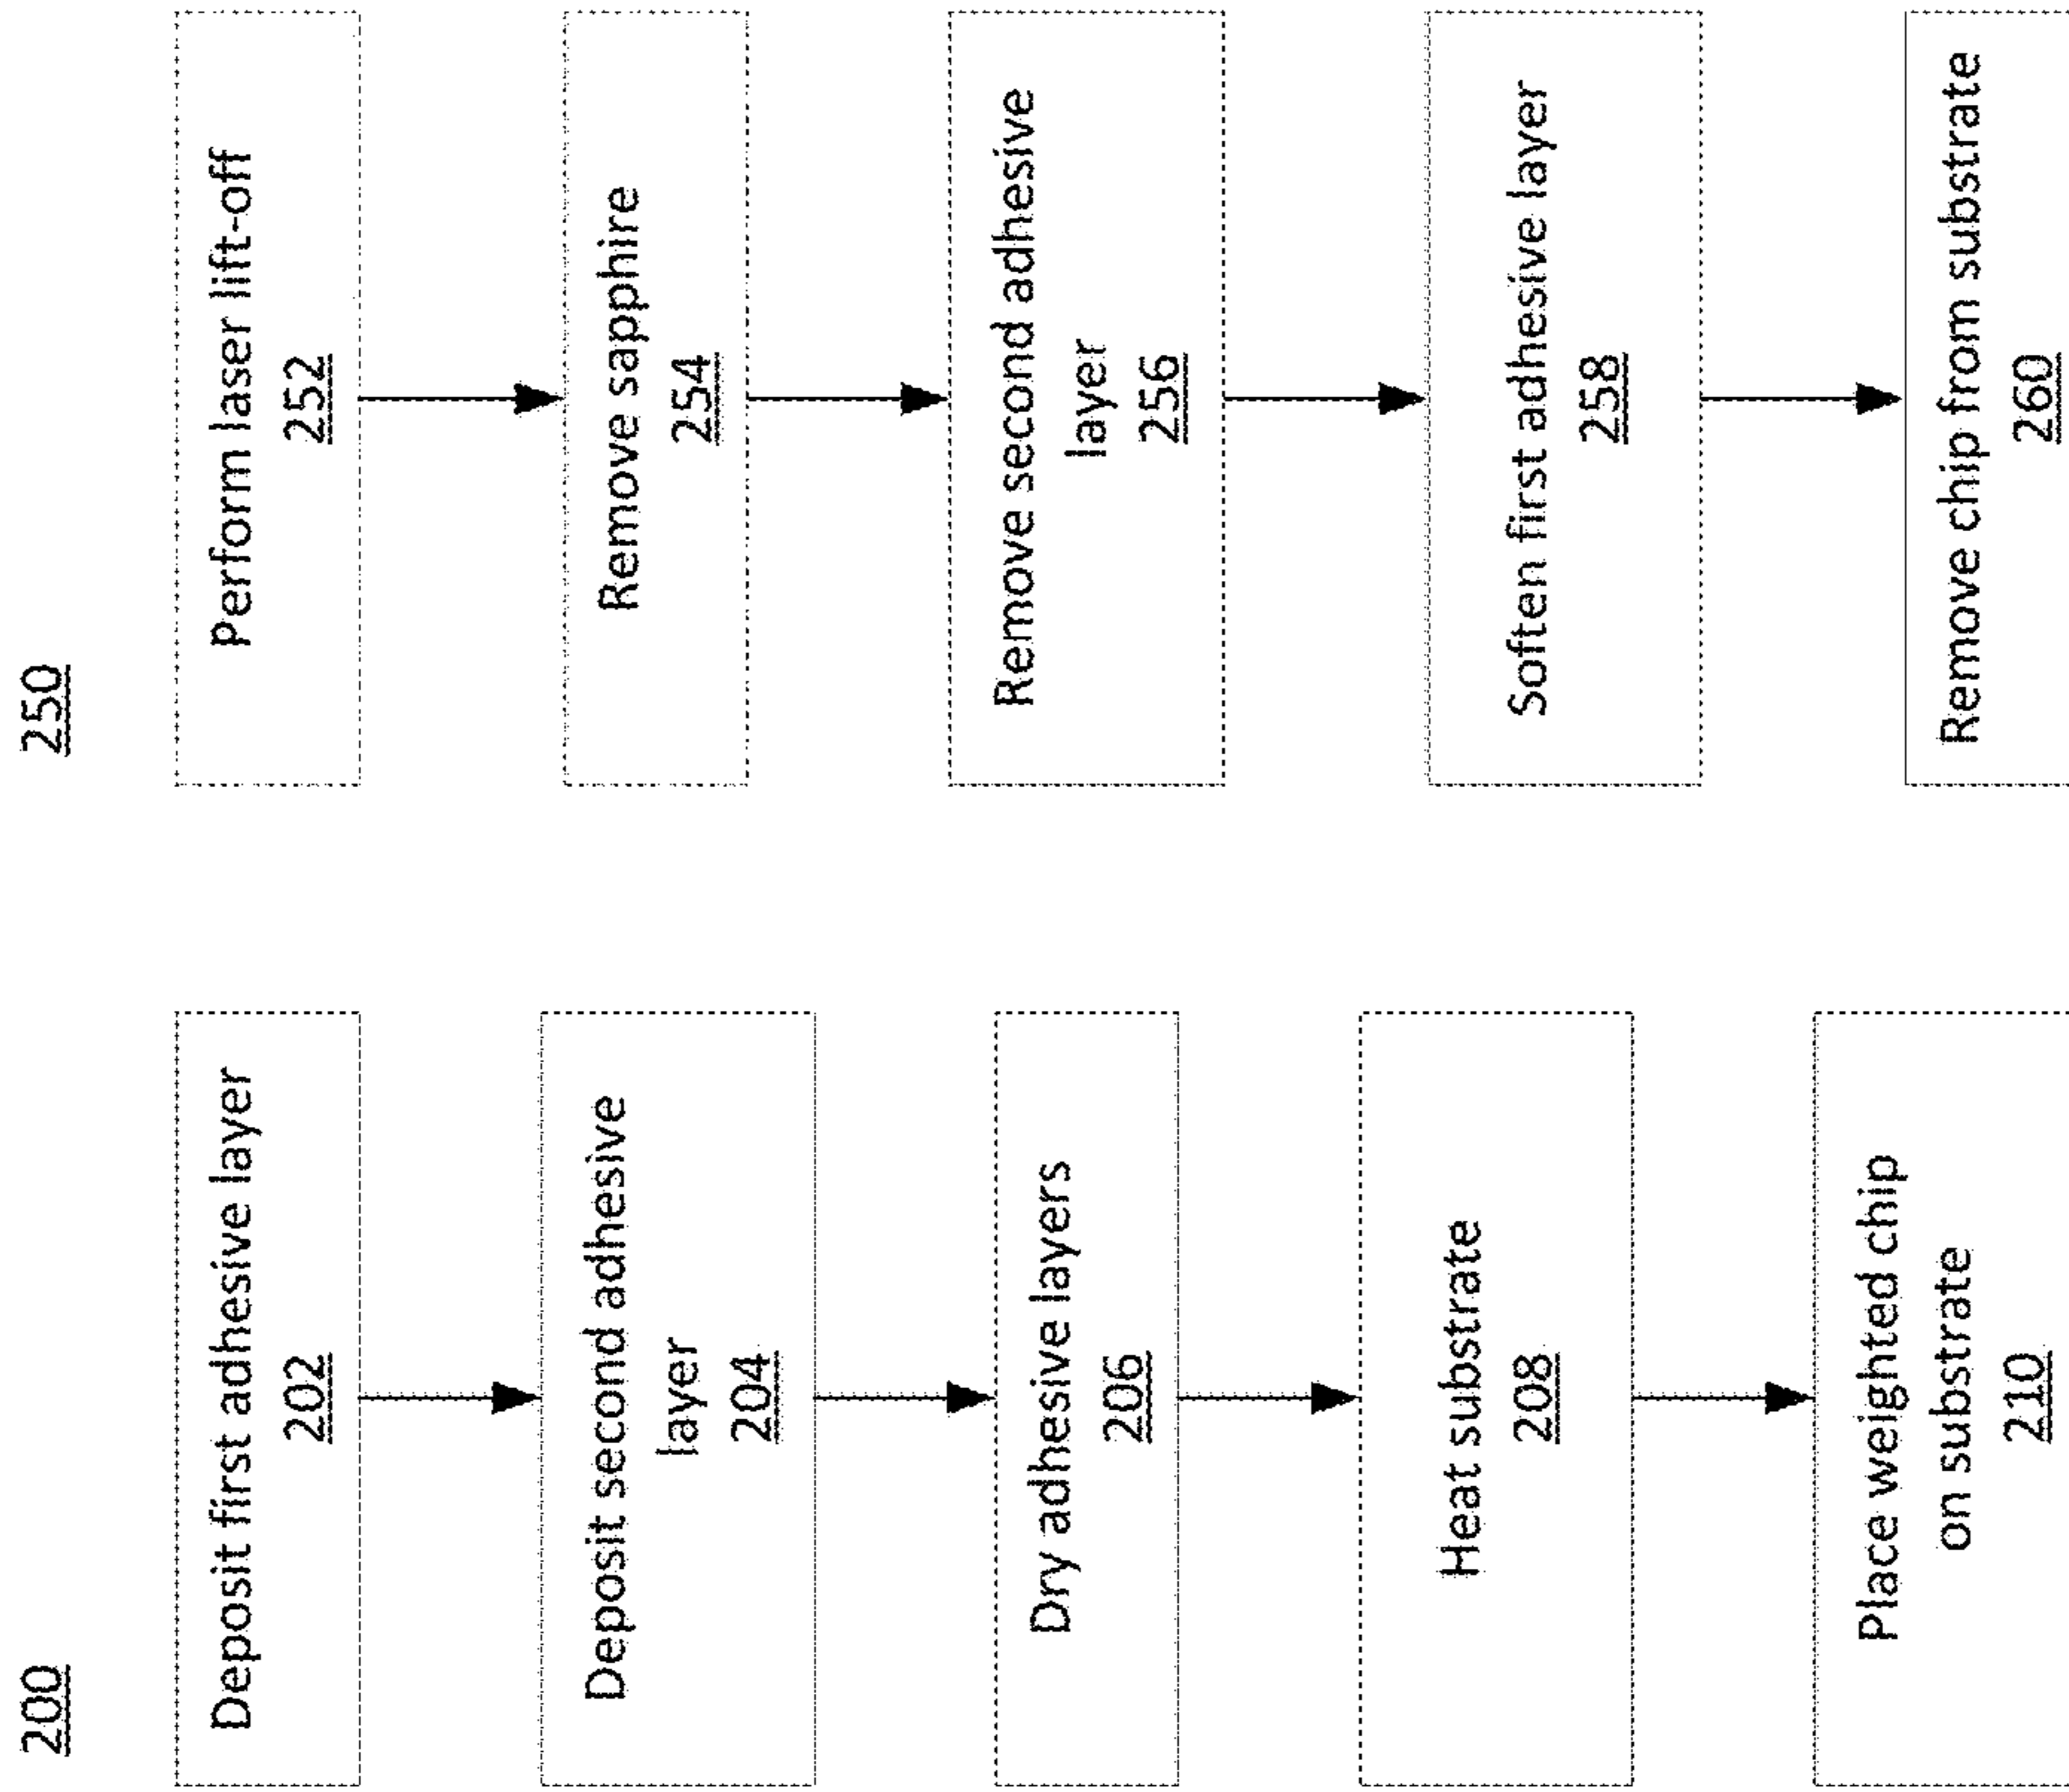 200
Deposit first adhesive layer
202
Deposit second adhesive
layer
204
Dry adhesive layers
206
Heat substrate
208
Place weighted chip
on substrate
210
250
Perform laser lift-off
252
Remove sapphire
254
Remove second adhesive
layer
256
Soften first adhesive layer
258
Remove chip from substrate
260